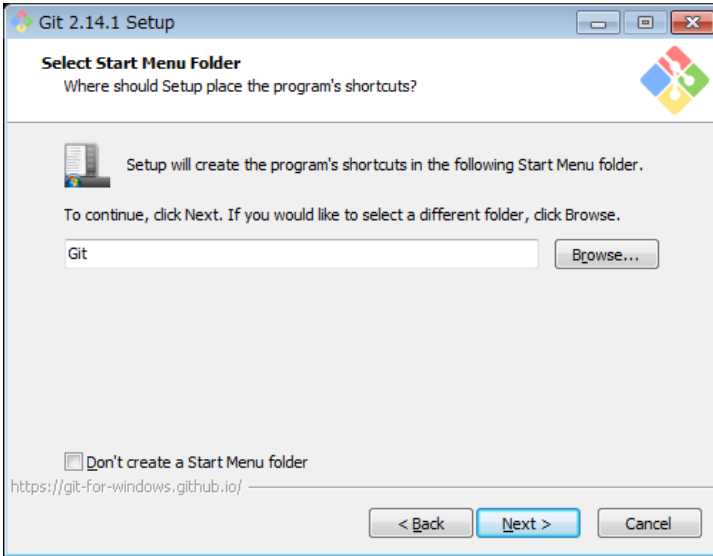 Git 2.14.1 Setup
Select Start Menu Folder
Where should Setup place the program's shortcuts?
Setup will create the program's shortcuts in the following Start Menu folder.
To continue, click Next. If you would like to select a different folder, click Browse.
Git
Browse...
Don't create a Start Menu folder
https://git-for-windows.github.io/
< Back
Next >
Cancel